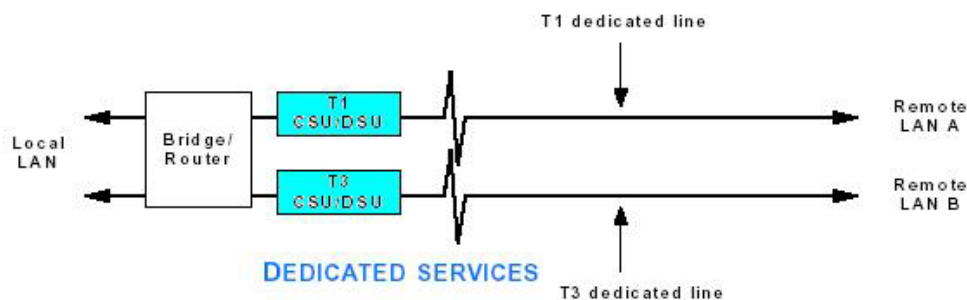 T1 dedicated line
T1
CSU/DSU
Remote
LAN A
Local
LAN
Bridge/
Router
T3
CSU/DSU
Remote
LAN B
DEDICATED SERVICES
T3 dedicated line